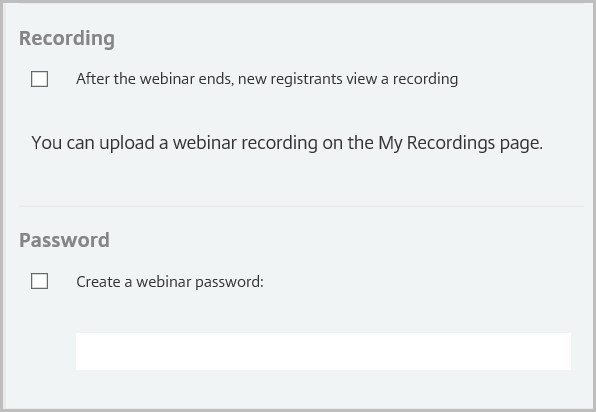 Recording
After the webinar ends, new registrants view a recording
You can upload a webinar recording on the My Recordings page.
Password
Create a webinar password: